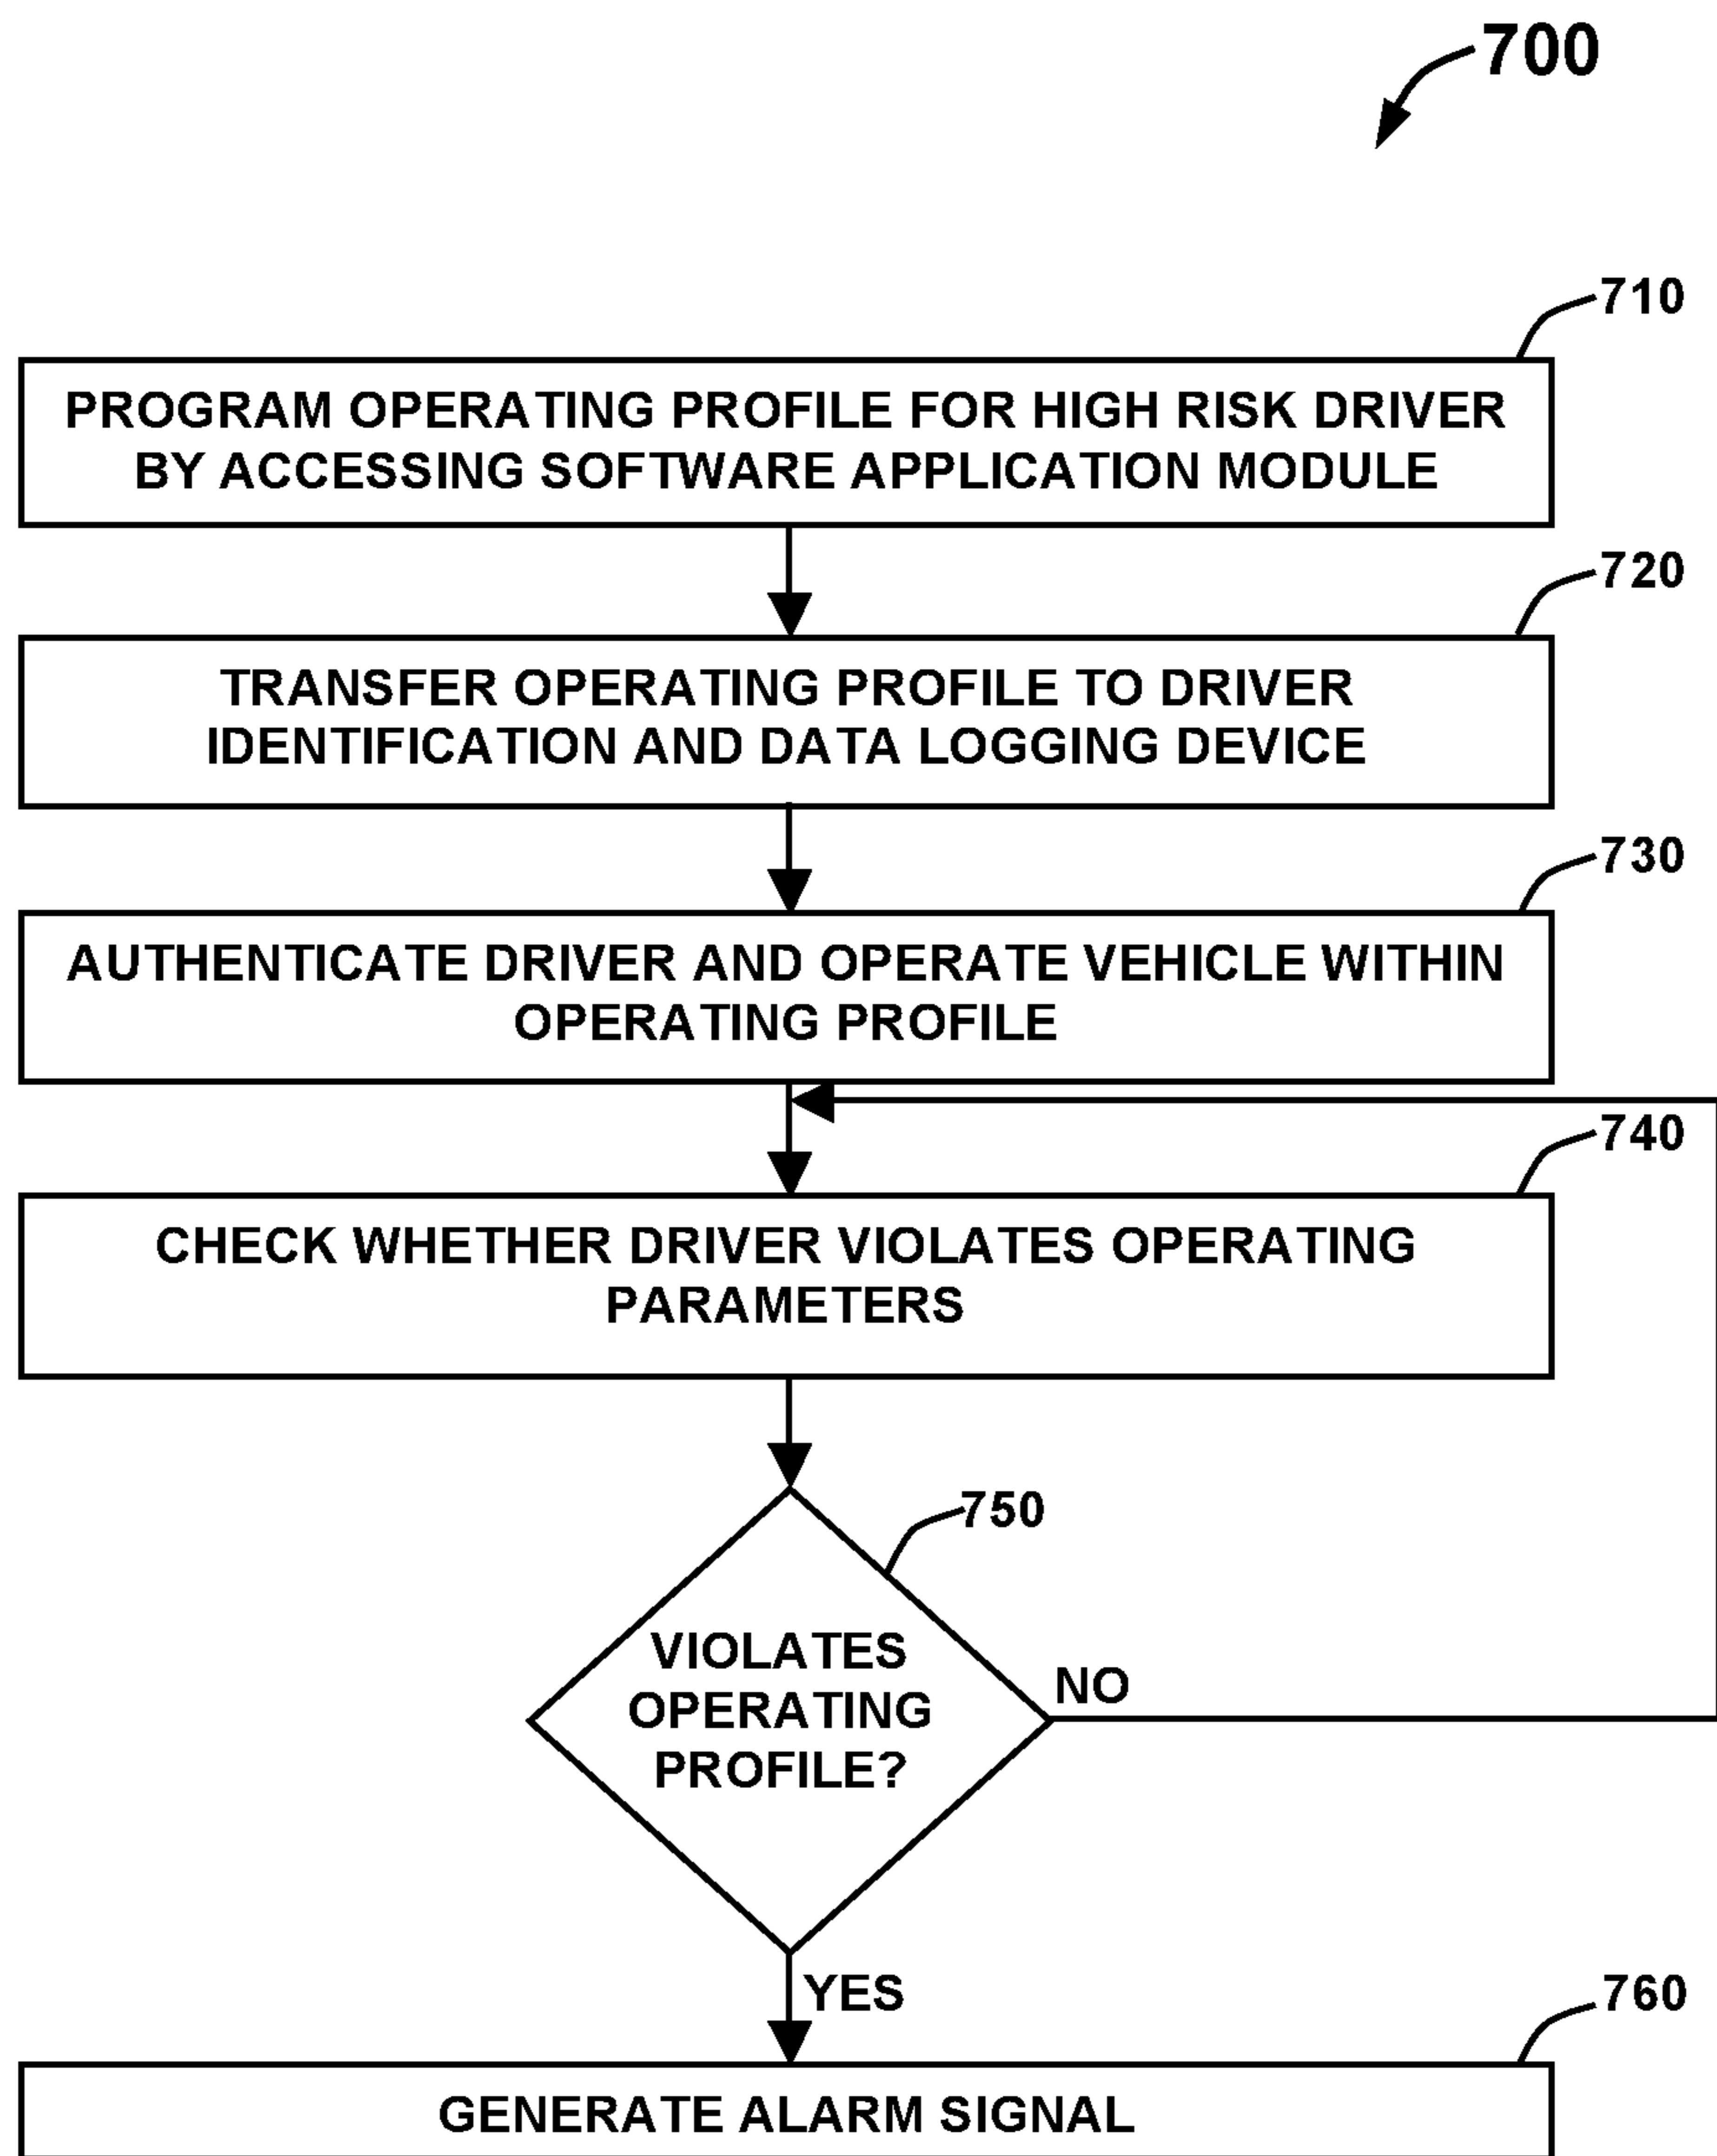 700
710
PROGRAM OPERATING PROFILE FOR HIGH RISK DRIVER
BY ACCESSING SOFTWARE APPLICATION MODULE
720
TRANSFER OPERATING PROFILE TO DRIVER
IDENTIFICATION AND DATA LOGGING DEVICE
730
AUTHENTICATE DRIVER AND OPERATE VEHICLE WITHIN
OPERATING PROFILE
740
CHECK WHETHER DRIVER VIOLATES OPERATING
PARAMETERS
750
VIOLATES
OPERATING
PROFILE?
NO
YES
760
GENERATE ALARM SIGNAL